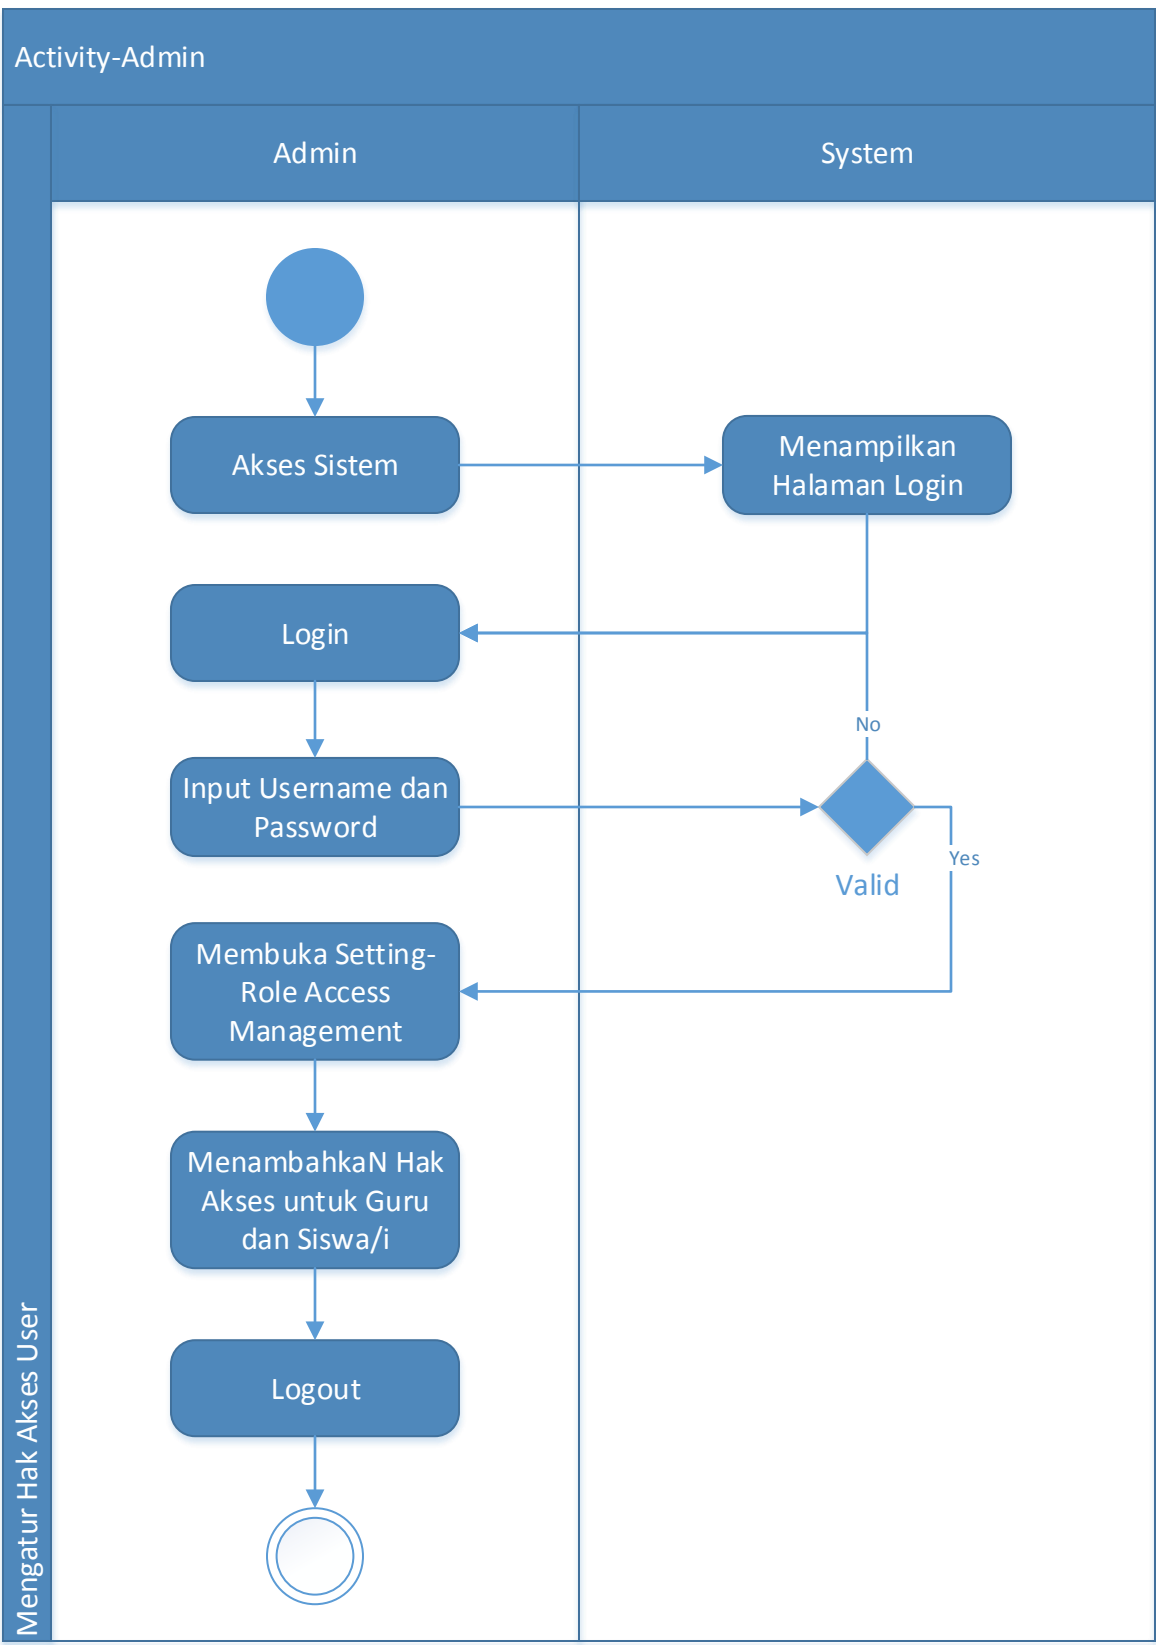 Activity-Admin
Admin
System
Akses Sistem
Menampilkan
Halaman Login
Login
No
Input Username dan
Password
Valid
Yes
Membuka Setting-
Role Access
Management
MenambahkaN Hak
Akses untuk Guru
dan Siswa/i
Logout
Mengatur Hak Akses User